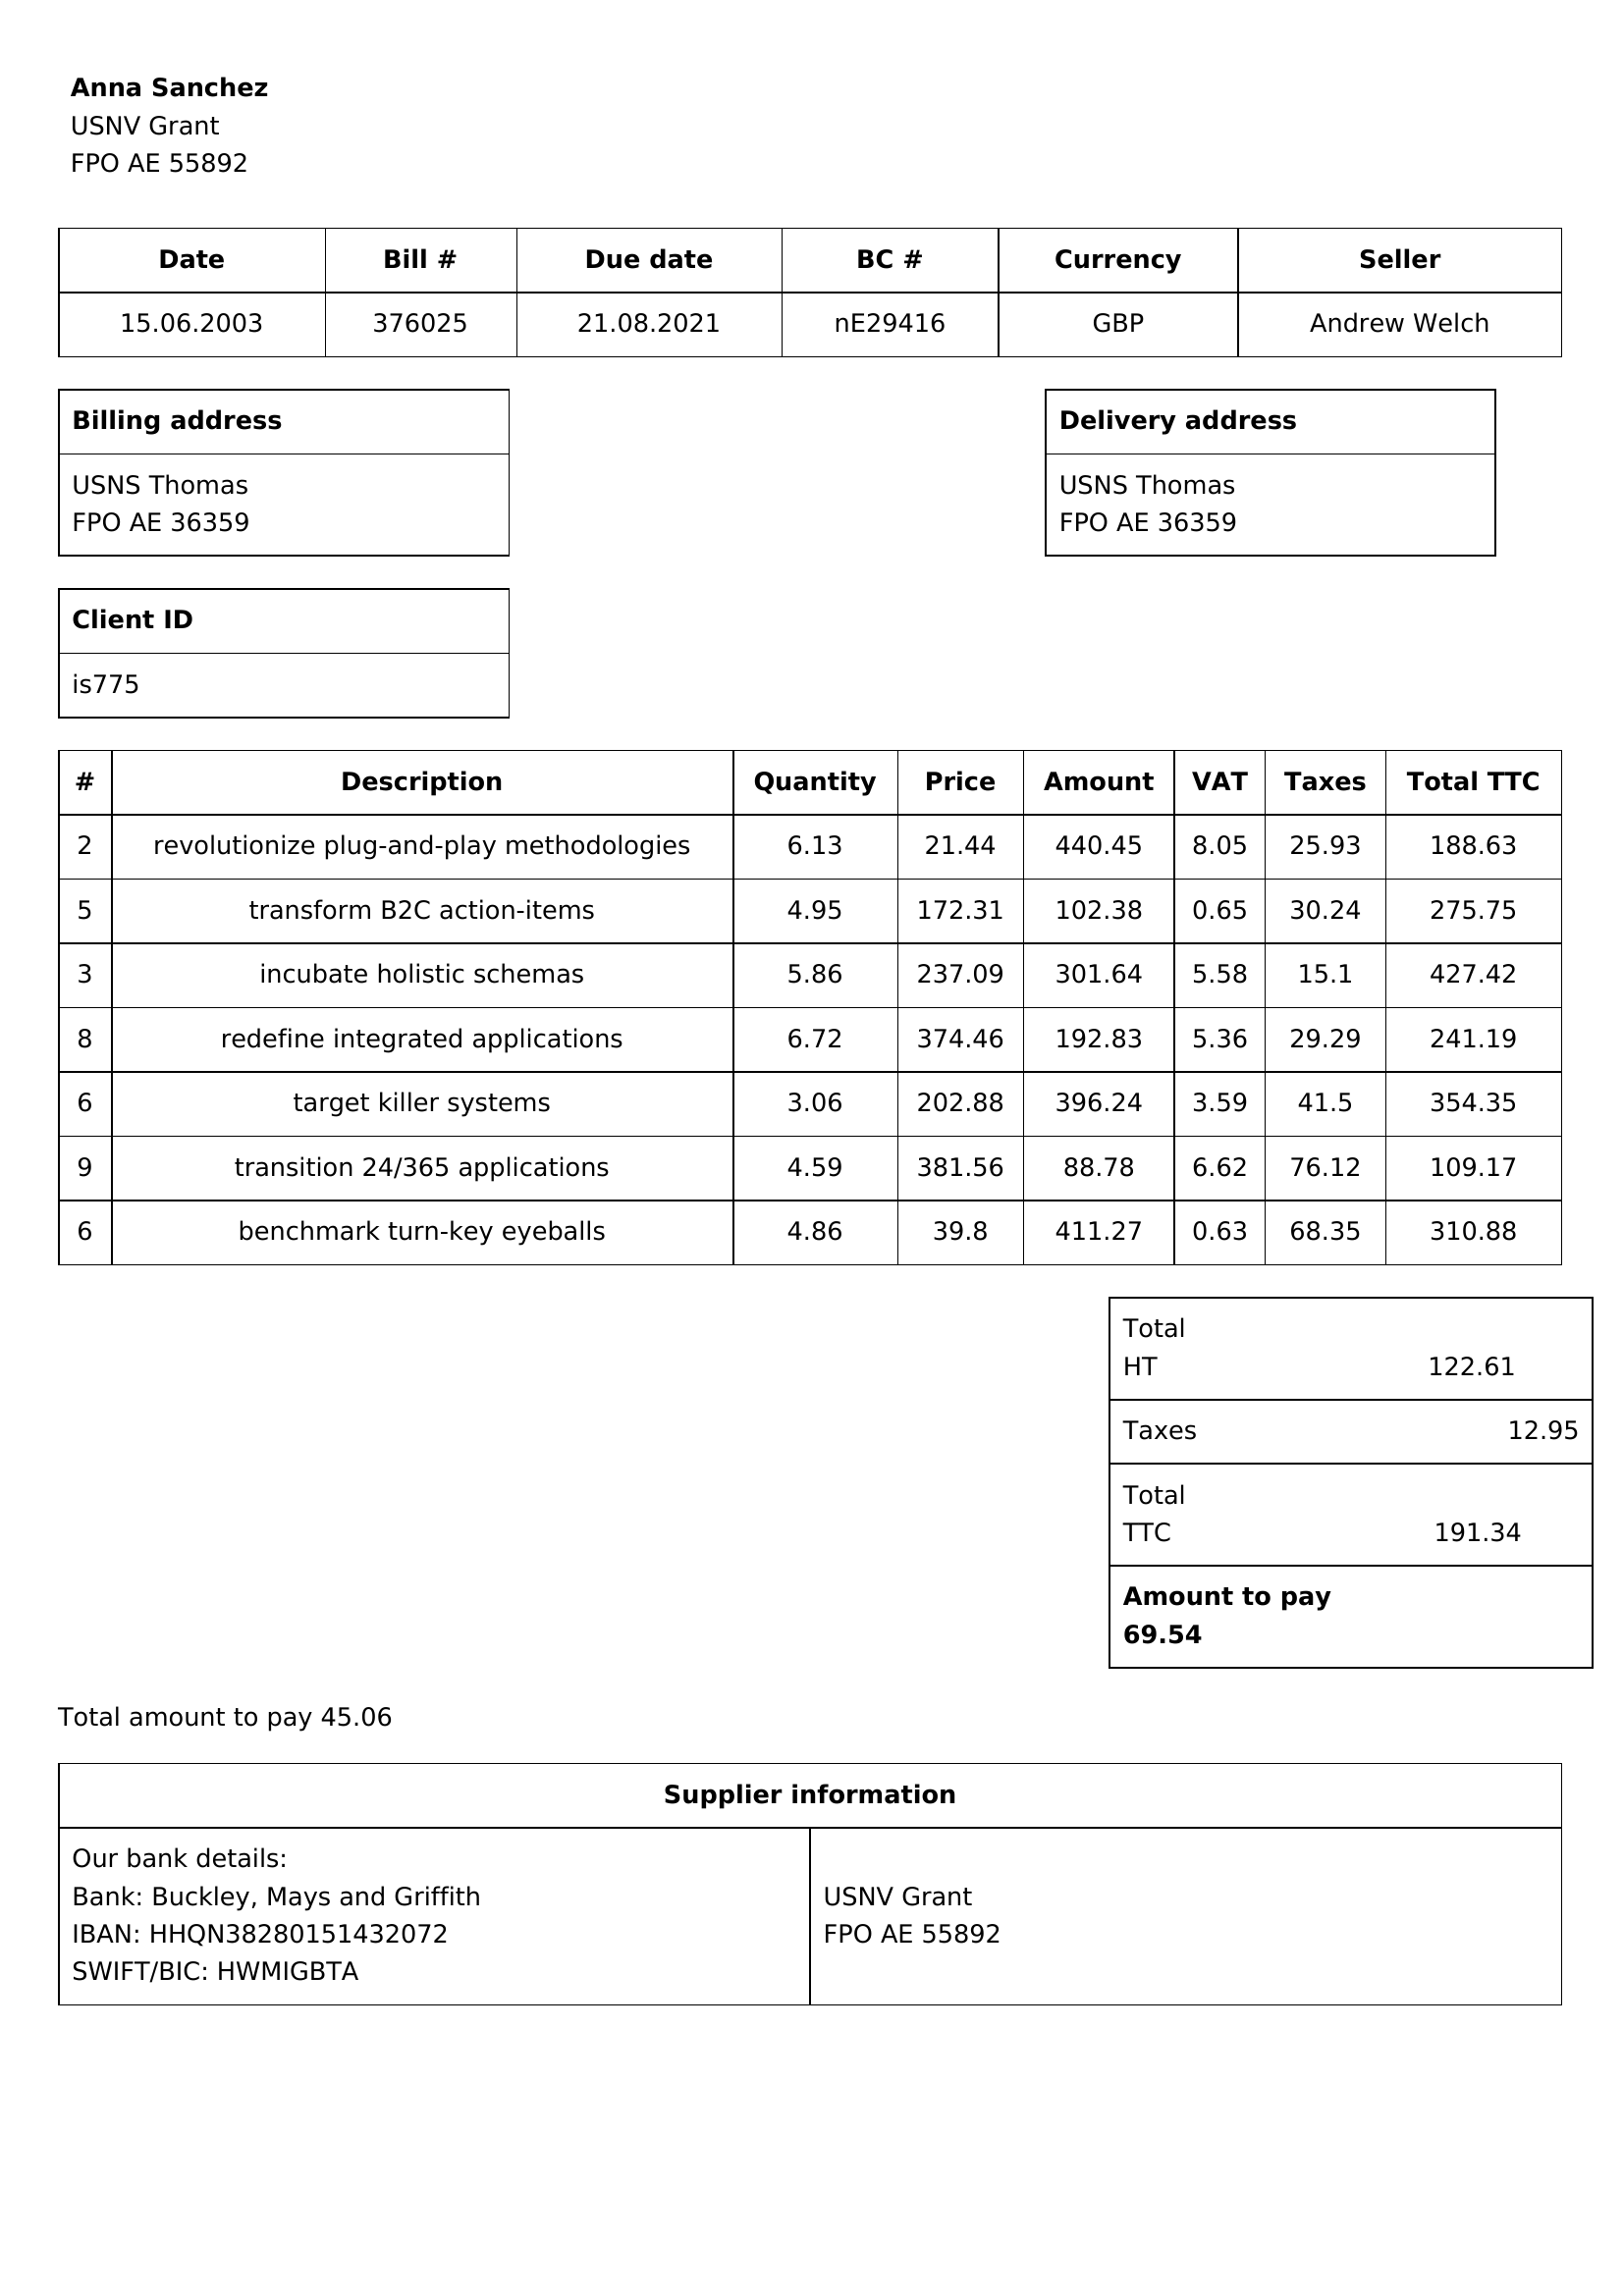 Anna Sanchez
USNV Grant
FPO AE 55892
Date Bill # Due date BC # Currency Seller
15.06.2003 376025 21.08.2021 nE29416 GBP Andrew Welch
Billing address
USNS Thomas
FPO AE 36359
Delivery address
USNS Thomas
FPO AE 36359
Client ID
is775
# Description Quantity Price Amount VAT Taxes Total TTC
2 revolutionize plug-and-play methodologies 6.13 21.44 440.45 8.05 25.93 188.63
5 transform B2C action-items 4.95 172.31 102.38 0.65 30.24 275.75
3 incubate holistic schemas 5.86 237.09 301.64 5.58 15.1 427.42
8 redefine integrated applications 6.72 374.46 192.83 5.36 29.29 241.19
6 target killer systems 3.06 202.88 396.24 3.59 41.5 354.35
9 transition 24/365 applications 4.59 381.56 88.78 6.62 76.12 109.17
6 benchmark turn-key eyeballs 4.86 39.8 411.27 0.63 68.35 310.88
Total
HT 122.61
Taxes 12.95
Total
TTC 191.34
Amount to pay
69.54
Total amount to pay 45.06
Supplier information
Our bank details:
Bank: Buckley, Mays and Griffith
IBAN: HHQN38280151432072
SWIFT/BIC: HWMIGBTA
USNV Grant
FPO AE 55892